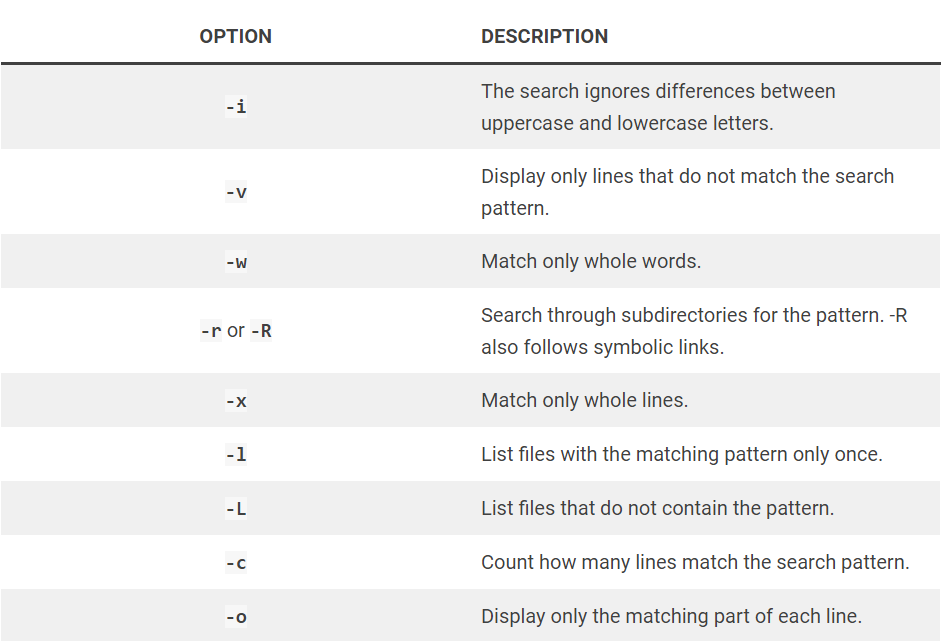 OPTION DESCRIPTION
-i The search ignores differences between
uppercase and lowercase letters.
-v Display only lines that do not match the search
pattern.
-w Match only whole words.
-r or -R Search through subdirectories for the pattern. -R
also follows symbolic links.
-x Match only whole lines.
-l List files with the matching pattern only once.
-L List files that do not contain the pattern.
-c Count how many lines match the search pattern.
-o Display only the matching part of each line.